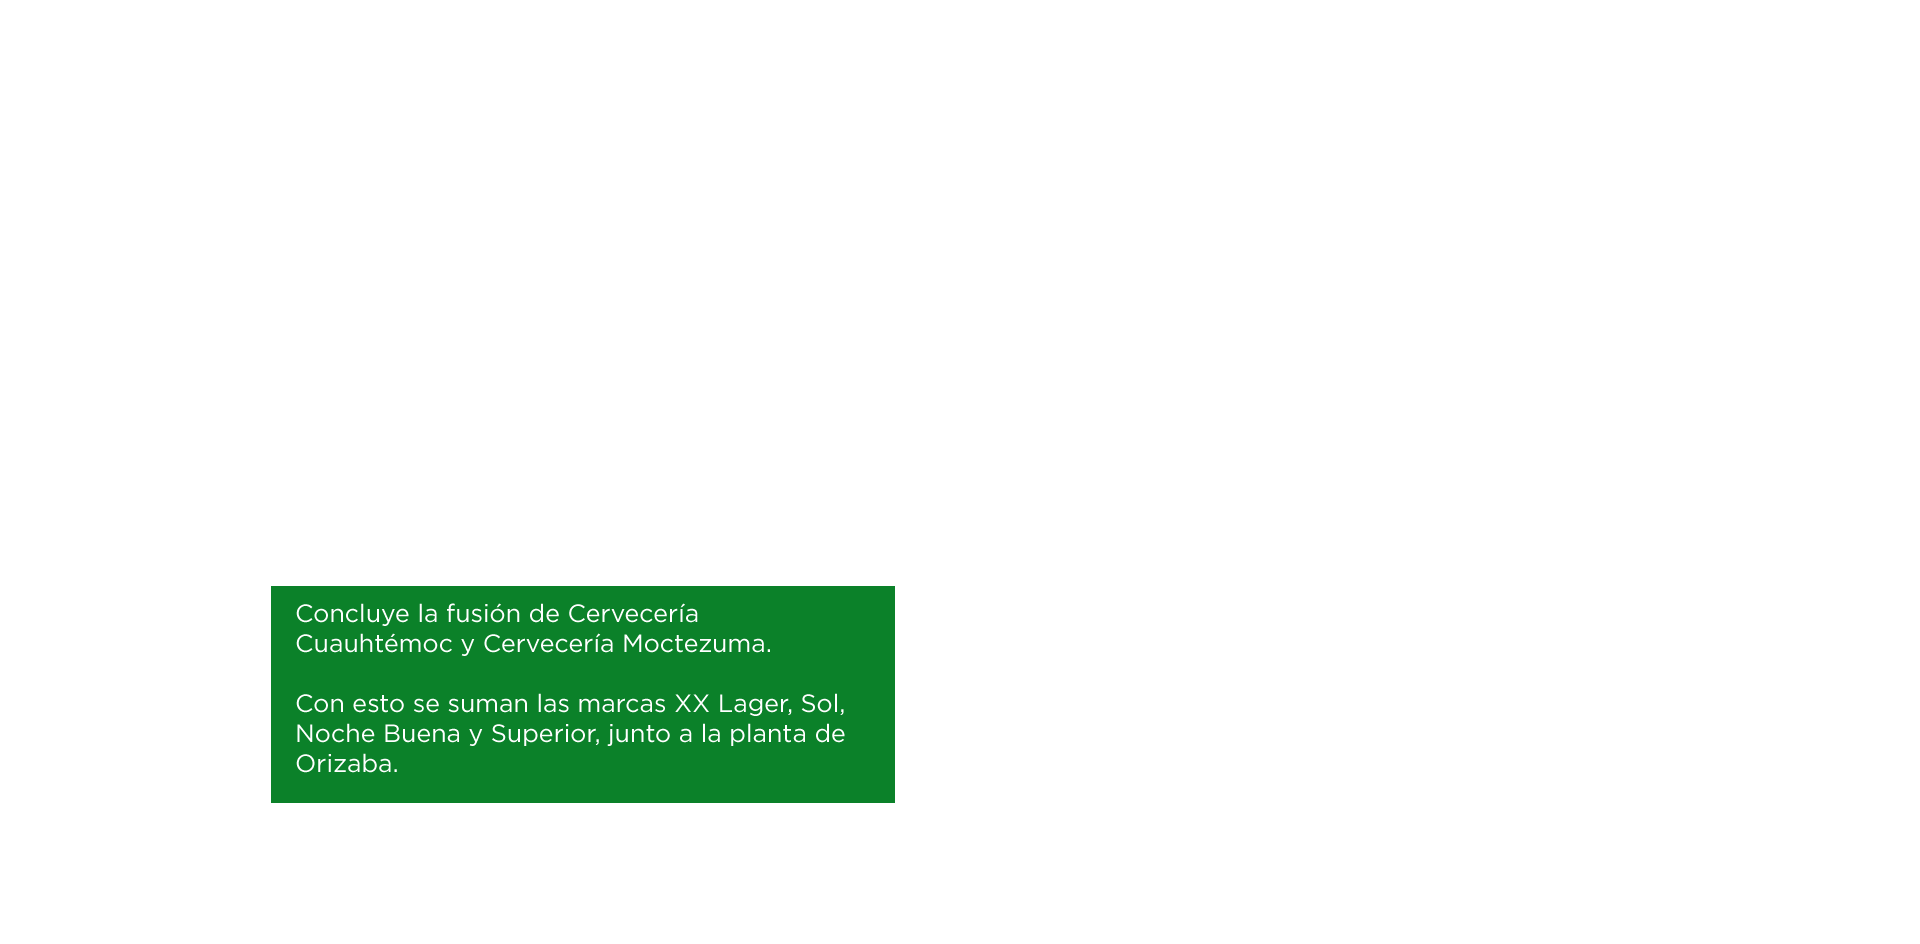 Concluye la fusión de Cervecería
Cuauhtémoc y Cervecería Moctezuma.
Con esto se suman las marcas XX Lager, Sol,
Noche Buena y Superior, junto a la planta de
Orizaba.